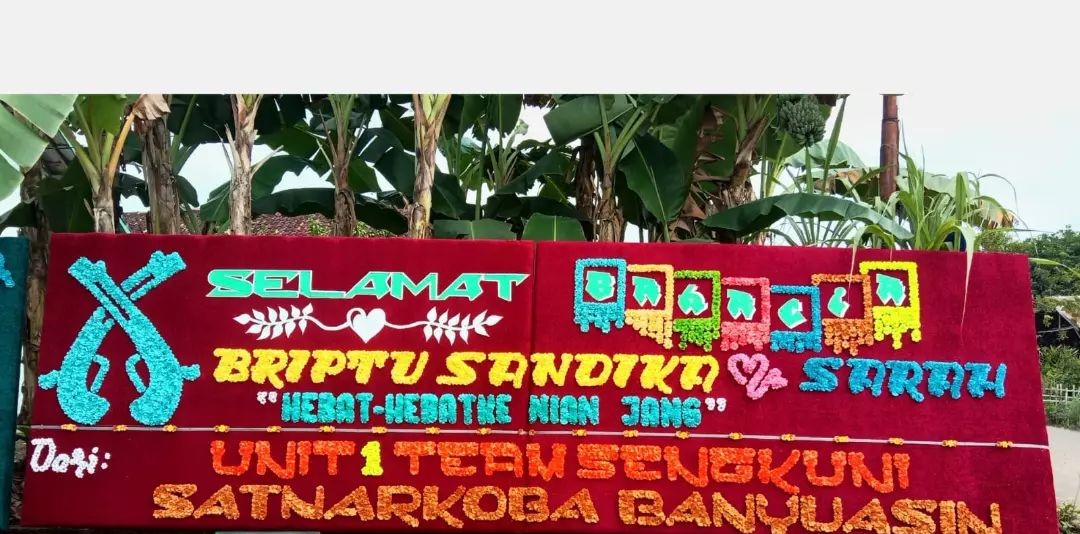 SELAMAT BAHAGIA
BRIPTU SANDIKA SARAH
"HEBAT-HEBATKE NIAN JANG"
Dari:
UNIT 1 TEAM SENGKUNI
SATNARKOBA BANYUASIN